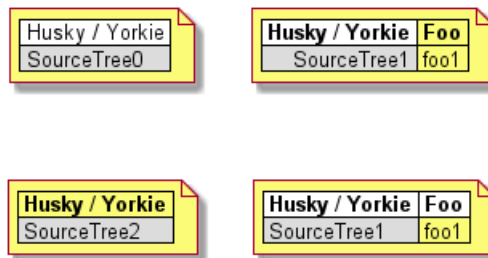 Husky / Yorkie
SourceTree0
Husky / Yorkie Foo
SourceTree1 foo1
Husky / Yorkie
SourceTree2
Husky / Yorkie Foo
SourceTree1 foo1